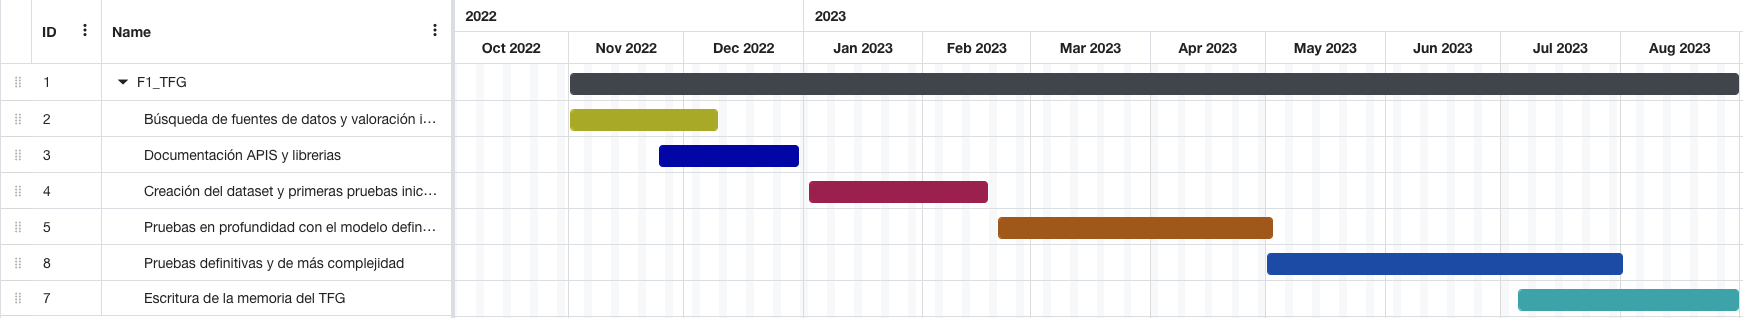 2022 2023
ID Name
Oct 2022 Nov 2022 Dec 2022 Jan 2023 Feb 2023 Mar 2023 Apr 2023 May 2023 Jun 2023 Jul 2023 Aug 2023
1 F1_TFG
2 Búsqueda de fuentes de datos y valoración i...
3 Documentación APIS y librerias
4 Creación del dataset y primeras pruebas inic...
5 Pruebas en profundidad con el modelo defin...
8 Pruebas definitivas y de más complejidad
7 Escritura de la memoria del TFG